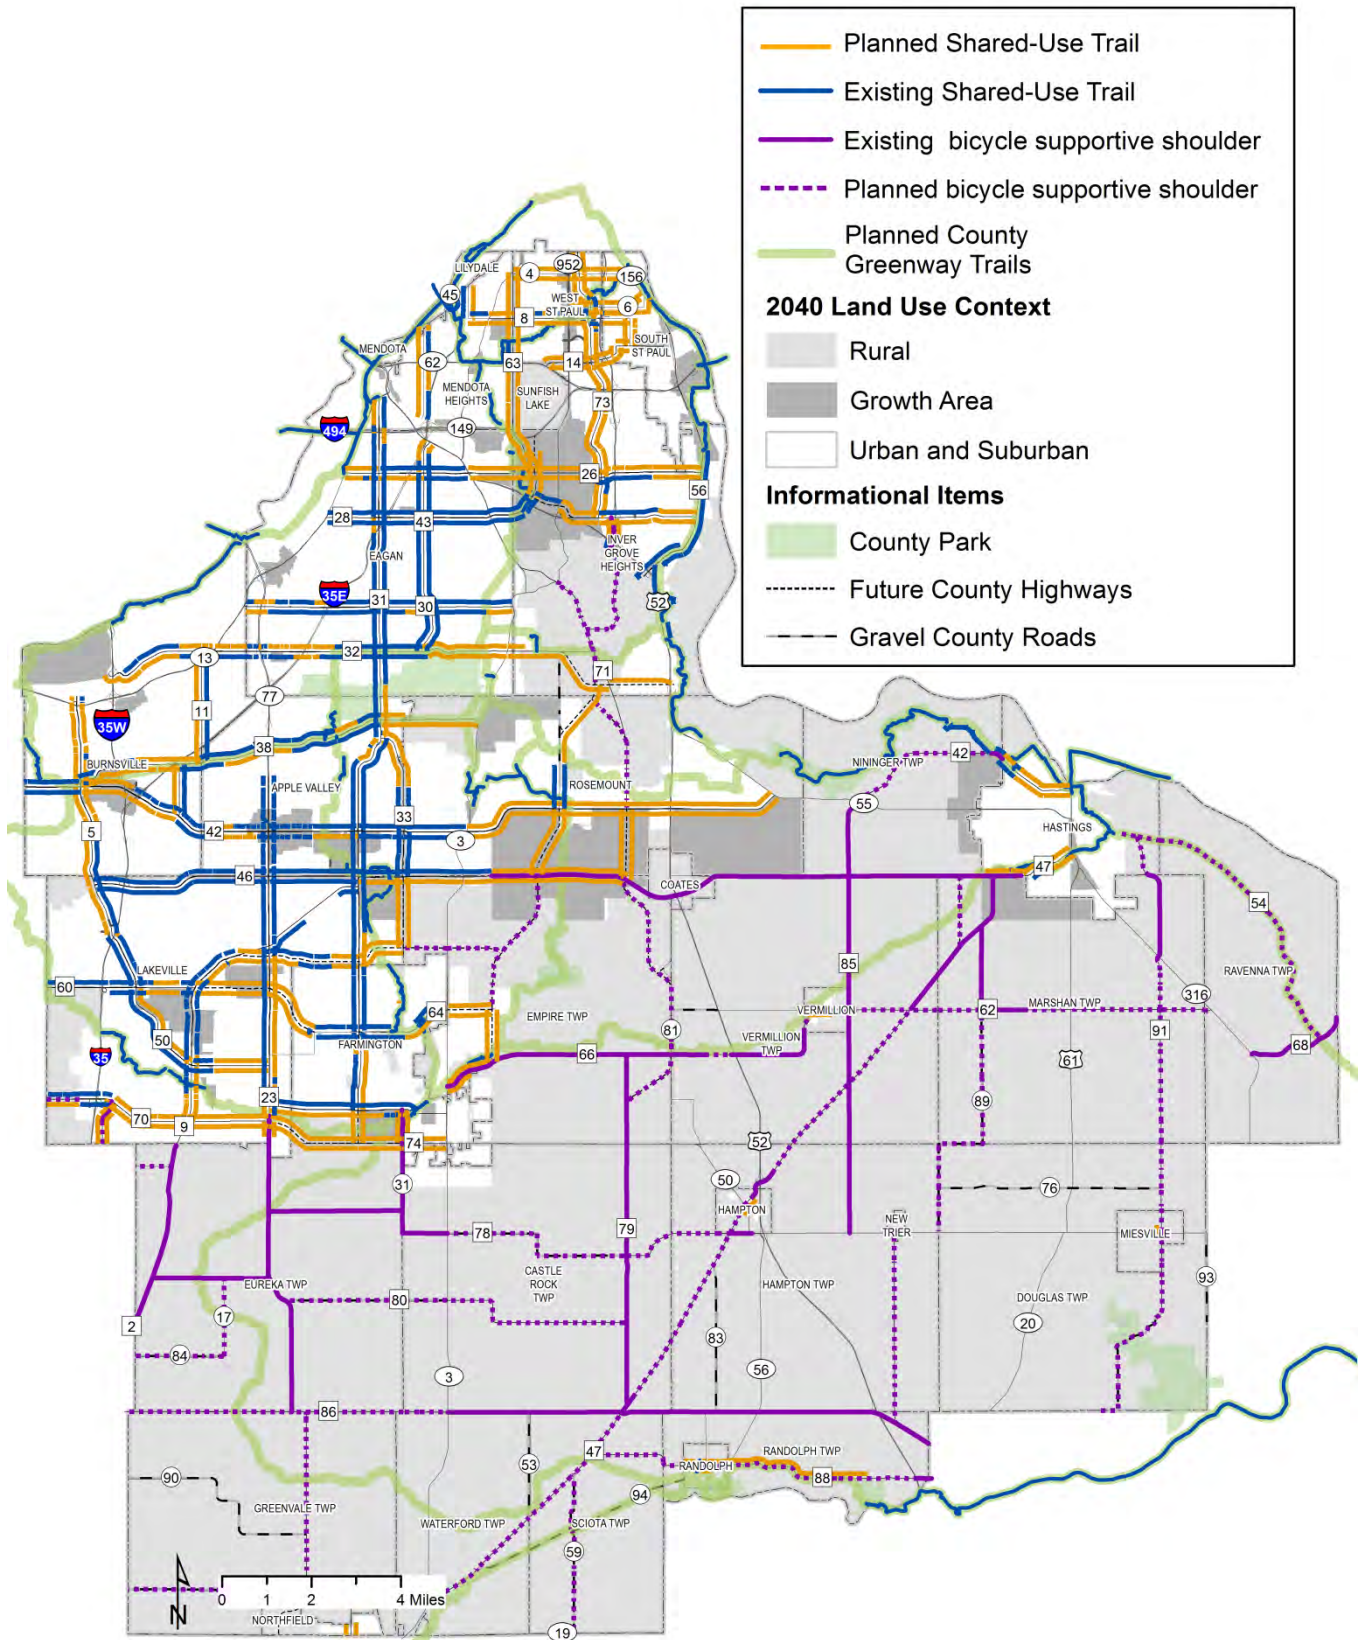 Planned Shared-Use Trail
Existing Shared-Use Trail
Existing bicycle supportive shoulder
Planned bicycle supportive shoulder
Planned County
Greenway Trails
2040 Land Use Context
Rural
Growth Area
Urban and Suburban
Informational Items
County Park
Future County Highways
Gravel County Roads
LILYDALE
952
4
156
45
WEST
ST PAUL
6
8
SOUTH
ST PAUL
MENDOTA
62
63
14
MENDOTA
HEIGHTS
SUNFISH
LAKE
73
494
149
26
56
28
43
EAGAN
INVER
GROVE
HEIGHTS
35E
31
30
52
13
32
71
77
11
35W
38
42
BURNSVILLE
NININGER TWP
APPLE VALLEY
ROSEMOUNT
55
5
42
33
3
HASTINGS
46
47
COATES
54
85
LAKEVILLE
RAVENNA TWP
60
316
50
64
EMPIRE TWP
VERMILLION
62
MARSHAN TWP
81
91
FARMINGTON
VERMILLION
TWP
68
35
66
61
23
89
70
9
74
52
31
50
76
HAMPTON
79
NEW
TRIER
MIESVILLE
78
CASTLE
ROCK
TWP
93
EUREKA TWP
HAMPTON TWP
80
DOUGLAS TWP
17
2
83
20
84
3
56
86
47
53
RANDOLPH TWP
RANDOLPH
88
90
94
GREENVALE TWP
WATERFORD TWP
SCIOTA TWP
59
N
0 1 2 4 Miles
NORTHFIELD
19